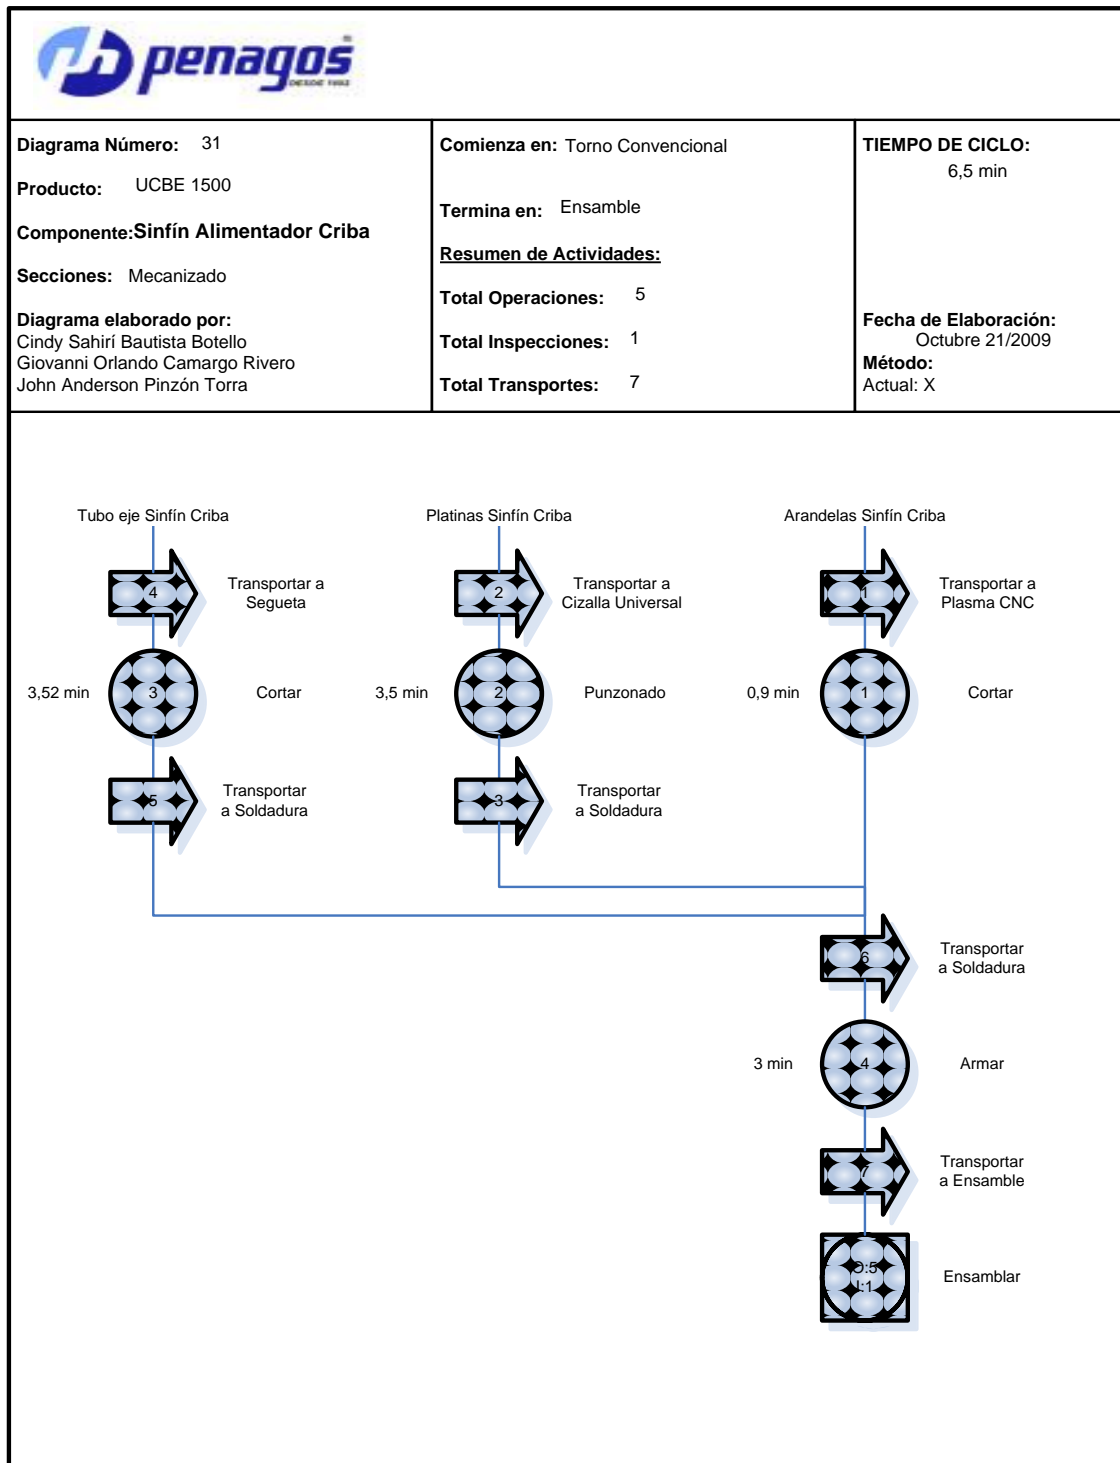 penagos
DESDE 1892
Diagrama Número: 31
Producto: UCBE 1500
Componente: Sinfín Alimentador Criba
Secciones: Mecanizado
Diagrama elaborado por:
Cindy Sahirí Bautista Botello
Giovanni Orlando Camargo Rivero
John Anderson Pinzón Torra
Comienza en: Torno Convencional
Termina en: Ensamble
Resumen de Actividades:
Total Operaciones: 5
Total Inspecciones: 1
Total Transportes: 7
TIEMPO DE CICLO:
6,5 min
Fecha de Elaboración:
Octubre 21/2009
Método:
Actual: X
Tubo eje Sinfín Criba
Platinas Sinfín Criba
Arandelas Sinfín Criba
4
Transportar a
Segueta
2
Transportar a
Cizalla Universal
1
Transportar a
Plasma CNC
3,52 min
3
Cortar
3,5 min
2
Punzonado
0,9 min
1
Cortar
5
Transportar
a Soldadura
3
Transportar
a Soldadura
6
Transportar
a Soldadura
3 min
4
Armar
7
Transportar
a Ensamble
O:5
I:1
Ensamblar